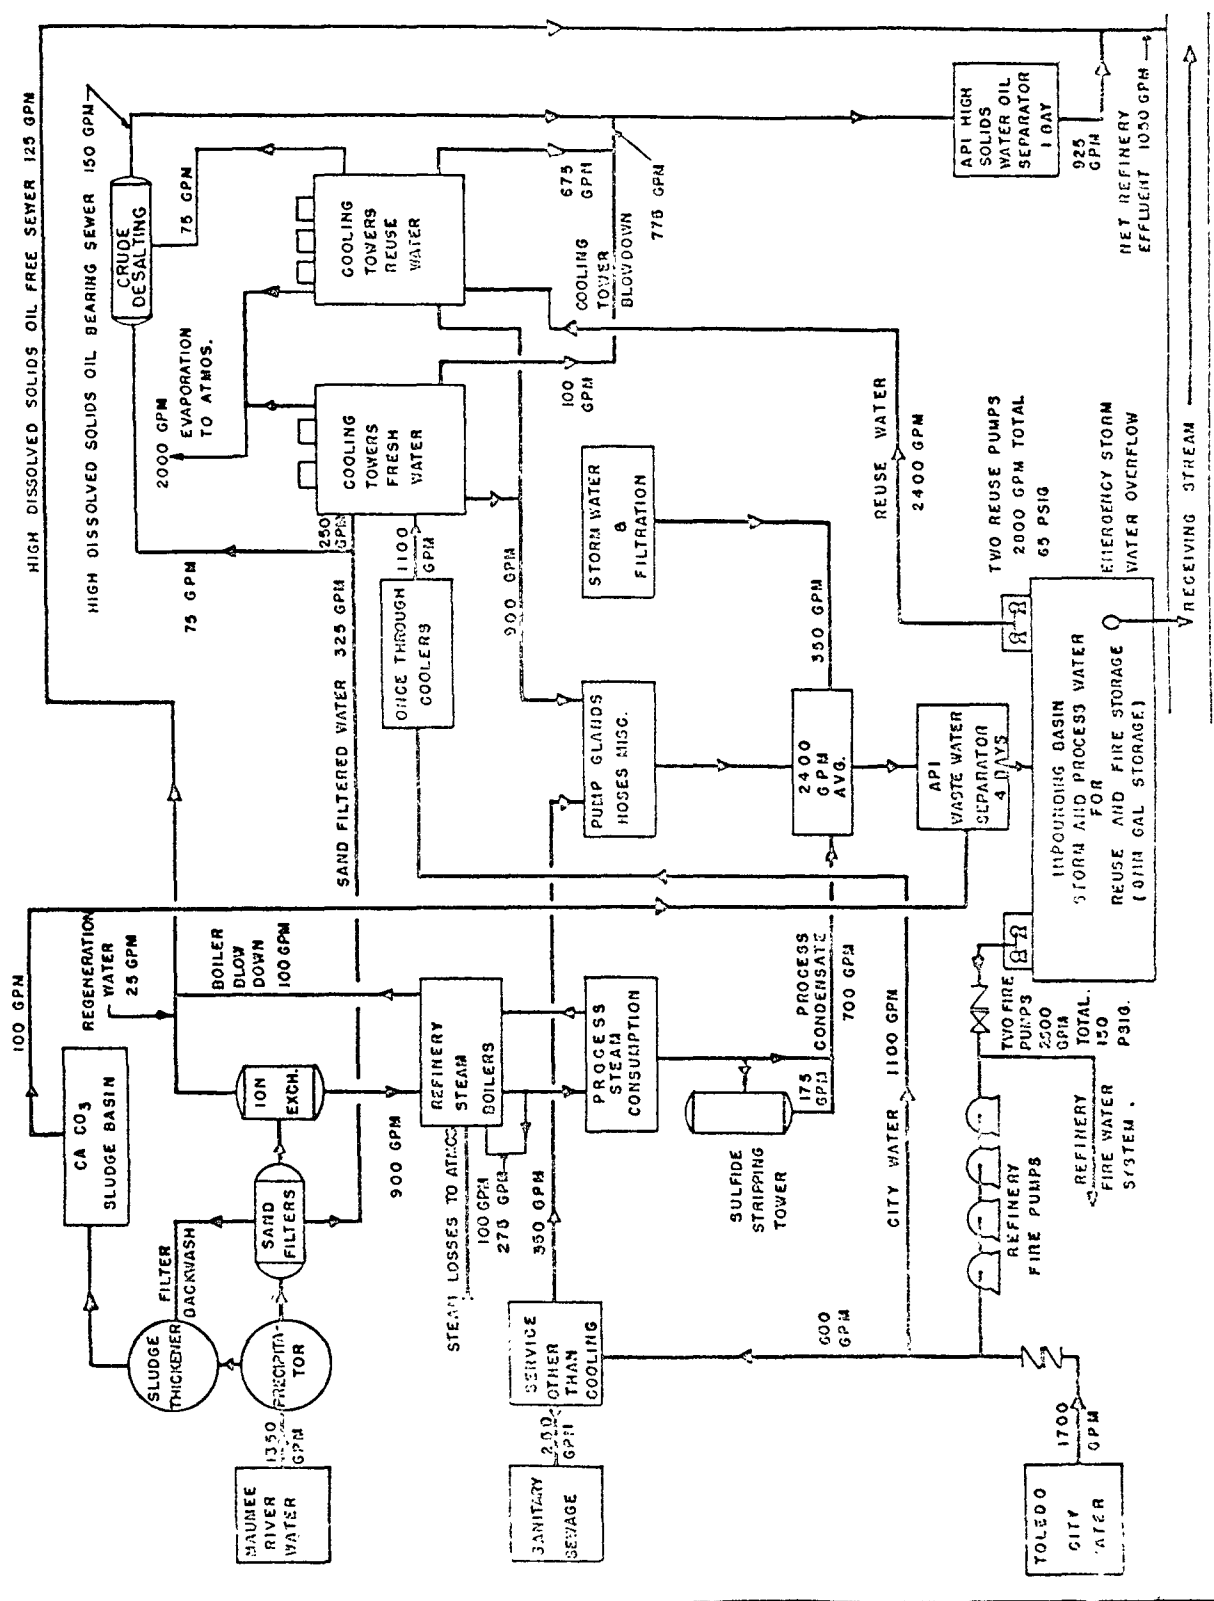 HIGH DISSOLVED SOLIDS OIL FREE SEWER 125 GPM
HIGH DISSOLVED SOLIDS OIL BEARING SEWER 150 GPM
100 GPM
CA CO3
SLUDGE BASIN
REGENERATION
WATER
25 GPM
BOILER
BLOW
DOWN
100 GPM
SLUDGE
THICKENER
FILTER
BACKWASH
PRECIPITA-
TOR
MAUMEE
RIVER
WATER
1350
GPM
SAND
FILTERS
ION
EXCH.
SAND FILTERED WATER 325 GPM
75 GPM
250
GPM
CRUDE
DESALTING
75 GPM
2000 GPM
EVAPORATION
TO ATMOS.
COOLING
TOWERS
FRESH
WATER
COOLING
TOWERS
REUSE
WATER
900 GPM
REFINERY
STEAM
BOILERS
STEAM LOSSES TO ATMOS
100 GPM
275 GPM
ONCE THROUGH
COOLERS
1100
GPM
900 GPM
100
GPM
COOLING
TOWER
BLOWDOWN
675
GPM
775 GPM
SANITARY
SEWAGE
GPM
SERVICE
OTHER
THAN
COOLING
350 GPM
PROCESS
STEAM
CONSUMPTION
PUMP GLANDS
HOSES MISC.
STORM WATER
&
FILTRATION
350 GPM
SULFIDE
STRIPPING
TOWER
175
GPM
PROCESS
CONDENSATE
700 GPM
2400
GPM
AVG.
CITY WATER 1100 GPM
600
GPM
REUSE WATER
2400 GPM
API
WASTE WATER
SEPARATOR
4 DAYS
API HIGH
SOLIDS
WATER OIL
SEPARATOR
1 BAY
925
GPM
NET REFINERY
EFFLUENT 1050 GPM
TOLEDO
CITY
ATER
1700
GPM
REFINERY
FIRE PUMPS
REFINERY
FIRE WATER
SYSTEM.
TWO FIRE
PUMPS
2500
GPM
TOTAL.
150
PSIG.
TWO REUSE PUMPS
GPM TOTAL
65 PSIG
IMPOUNDING BASIN
STORM AND PROCESS WATER
FOR
REUSE AND FIRE STORAGE
GAL STORAGE)
EMERGENCY STORM
WATER OVERFLOW
RECEIVING STREAM